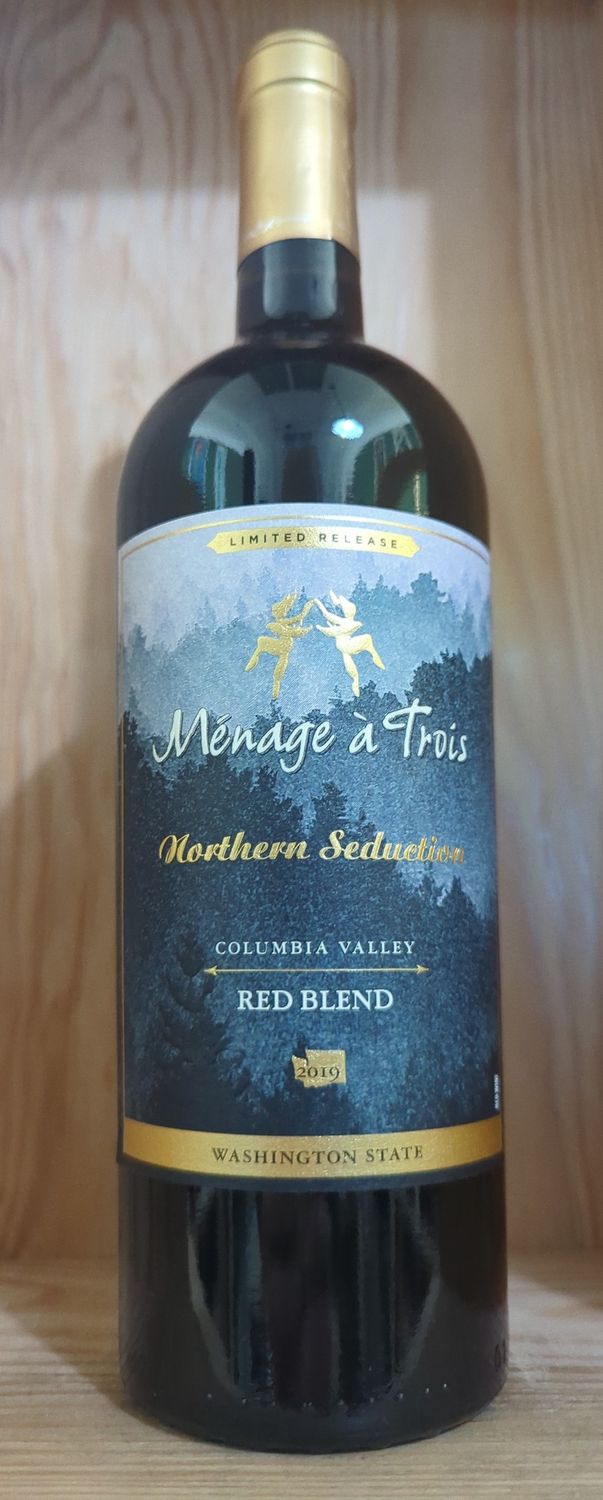 LIMITED RELEASE
Ménage à Trois
Northern Seduction
COLUMBIA VALLEY
RED BLEND
2019
WASHINGTON STATE